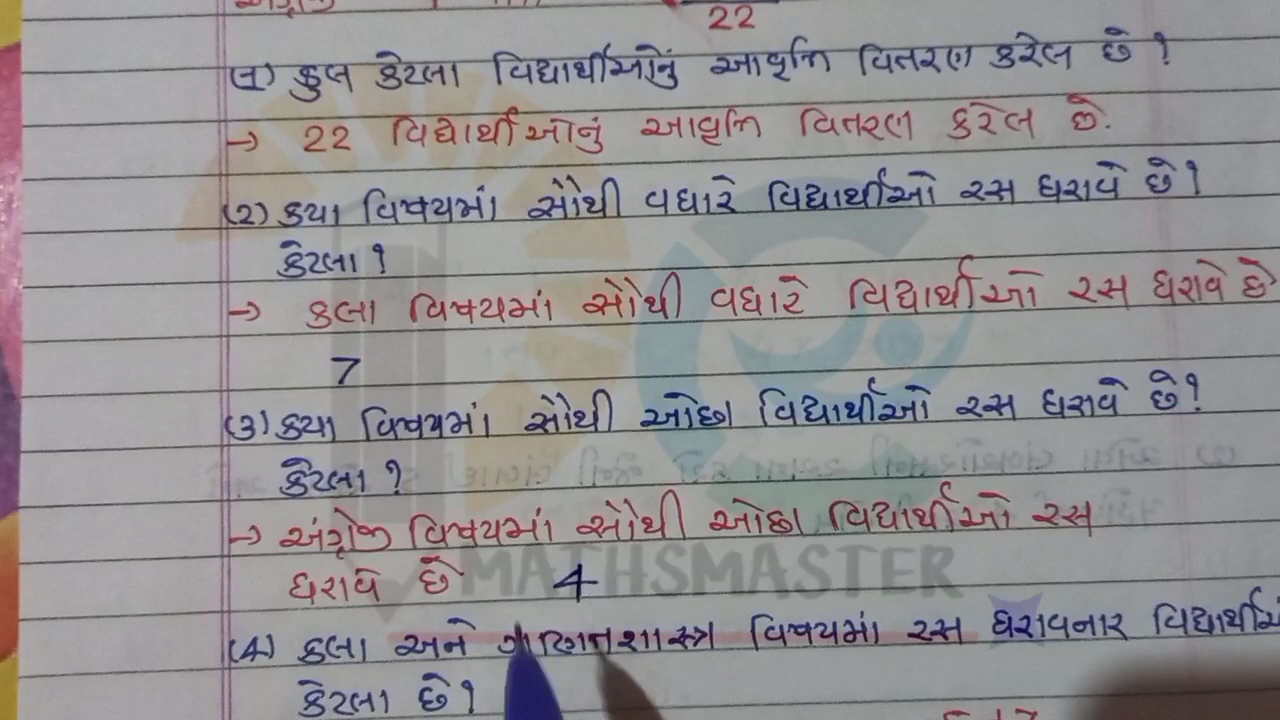 22
(1) કુલ કેટલા વિદ્યાર્થીઓનું આવૃત્તિ વિતરણ કરેલ છે ?
→ 22 વિદ્યાર્થીઓનું આવૃત્તિ વિતરણ કરેલ છે.
(2) કયા વિષયમાં સૌથી વધારે વિદ્યાર્થીઓ રસ ધરાવે છે?
કેટલા ?
→ કલા વિષયમાં સૌથી વધારે વિદ્યાર્થીઓ રસ ધરાવે છે
7
(3) કયા વિષયમાં સૌથી ઓછા વિદ્યાર્થીઓ રસ ધરાવે છે?
કેટલા ?
→ અંગ્રેજી વિષયમાં સૌથી ઓછા વિદ્યાર્થીઓ રસ
ધરાવે છે 4
MATHSMASTER
(4) કલા અને ગણિતશાસ્ત્ર વિષયમાં રસ ધરાવનાર
કેટલા છે?